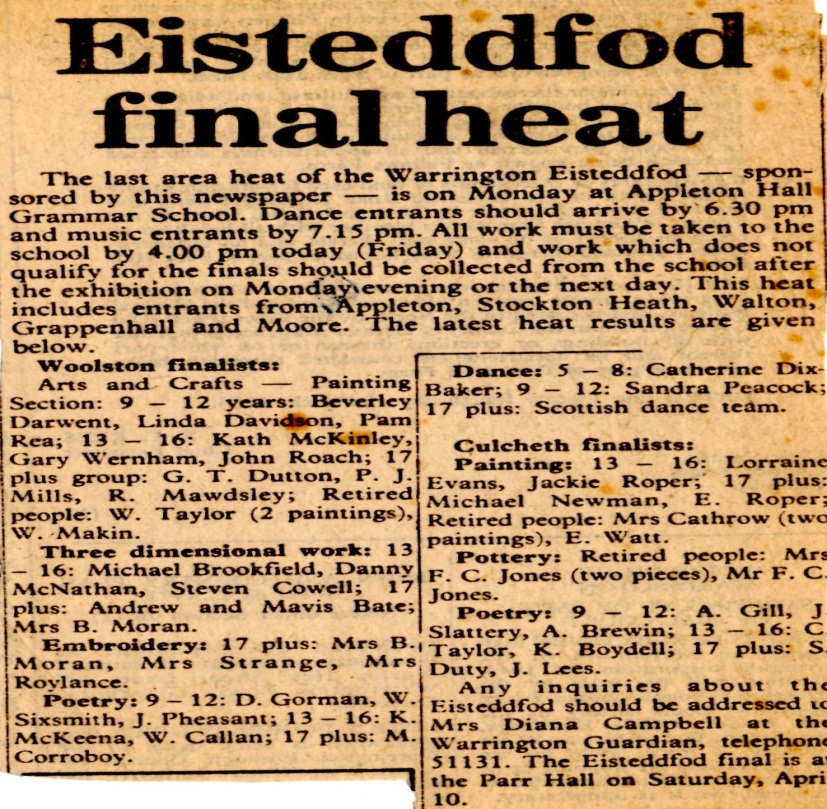 Eisteddfod
final heat
The last area heat of the Warrington Eisteddfod — spon-
sored by this newspaper — is on Monday at Appleton Hall
Grammar School. Dance entrants should arrive by 6.30 pm
and music entrants by 7.15 pm. All work must be taken to the
school by 4.00 pm today (Friday) and work which does not
qualify for the finals should be collected from the school after
the exhibition on Monday evening or the next day. This heat
includes entrants from Appleton, Stockton Heath, Walton,
Grappenhall and Moore. The latest heat results are given
below.
Woolston finalists:
Arts and Crafts — Painting
Section: 9 — 12 years: Beverley
Darwent, Linda Davidson, Pam
Rea; 13 — 16: Kath McKinley,
Gary Wernham, John Roach; 17
plus group: G. T. Dutton, P. J.
Mills, R. Mawdsley; Retired
people: W. Taylor (2 paintings),
W. Makin.
Three dimensional work: 13
— 16: Michael Brookfield, Danny
McNathan, Steven Cowell; 17
plus: Andrew and Mavis Bate;
Mrs B. Moran.
Embroidery: 17 plus: Mrs B.
Moran, Mrs Strange, Mrs
Roylance.
Poetry: 9 — 12: D. Gorman, W.
Sixsmith, J. Pheasant; 13 — 16: K.
McKeena, W. Callan; 17 plus: M.
Corroboy.
Dance: 5 — 8: Catherine Dix-
Baker; 9 — 12: Sandra Peacock;
17 plus: Scottish dance team.
Culcheth finalists:
Painting: 13 — 16: Lorraine
Evans, Jackie Roper; 17 plus:
Michael Newman, E. Roper;
Retired people: Mrs Cathrow (two
paintings), E. Watt.
Pottery: Retired people: Mrs
F. C. Jones (two pieces), Mr F. C.
Jones.
Poetry: 9 — 12: A. Gill, J.
Slattery, A. Brewin; 13 — 16: C.
Taylor, K. Boydell; 17 plus: S.
Duty, J. Lees.
Any inquiries about the
Eisteddfod should be addressed to
Mrs Diana Campbell at the
Warrington Guardian, telephone
51131. The Eisteddfod final is at
the Parr Hall on Saturday, April
10.